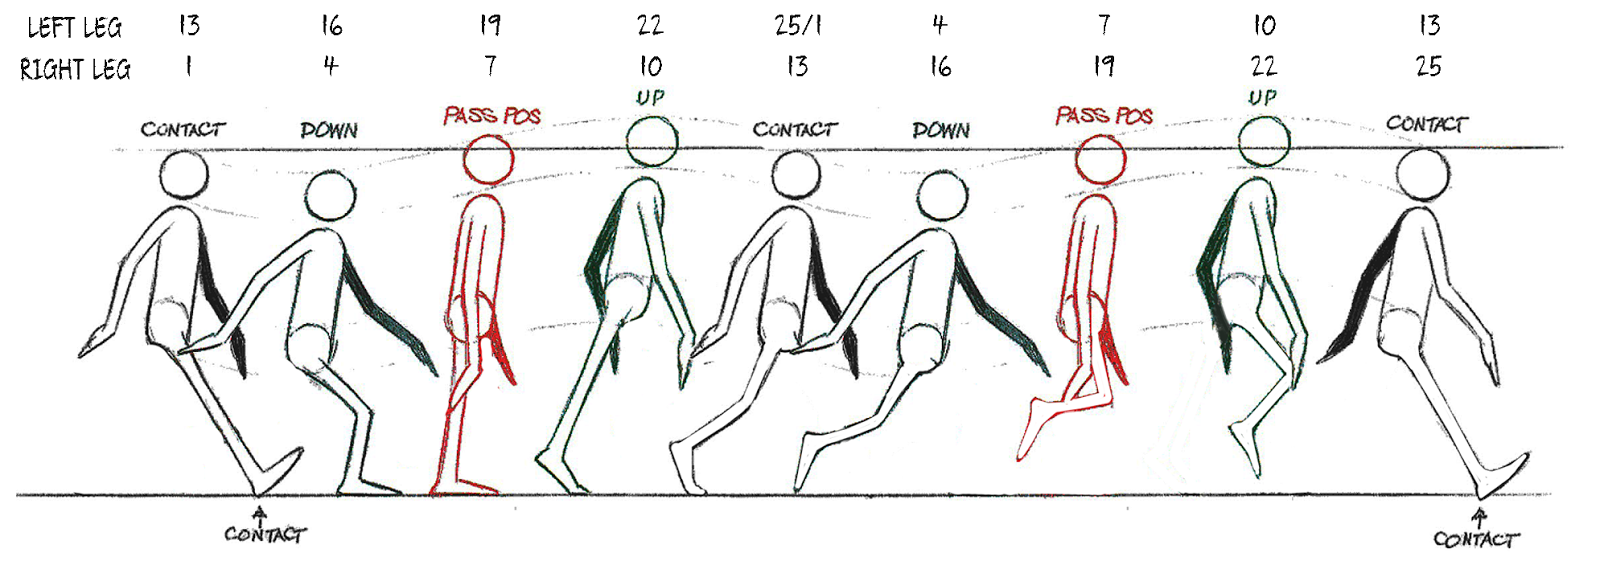 LEFT LEG 13 16 19 22 25/1 4 7 10 13
RIGHT LEG 1 4 7 10 13 16 19 22 25
UP UP
PASS POS PASS POS
CONTACT DOWN CONTACT DOWN CONTACT
CONTACT CONTACT